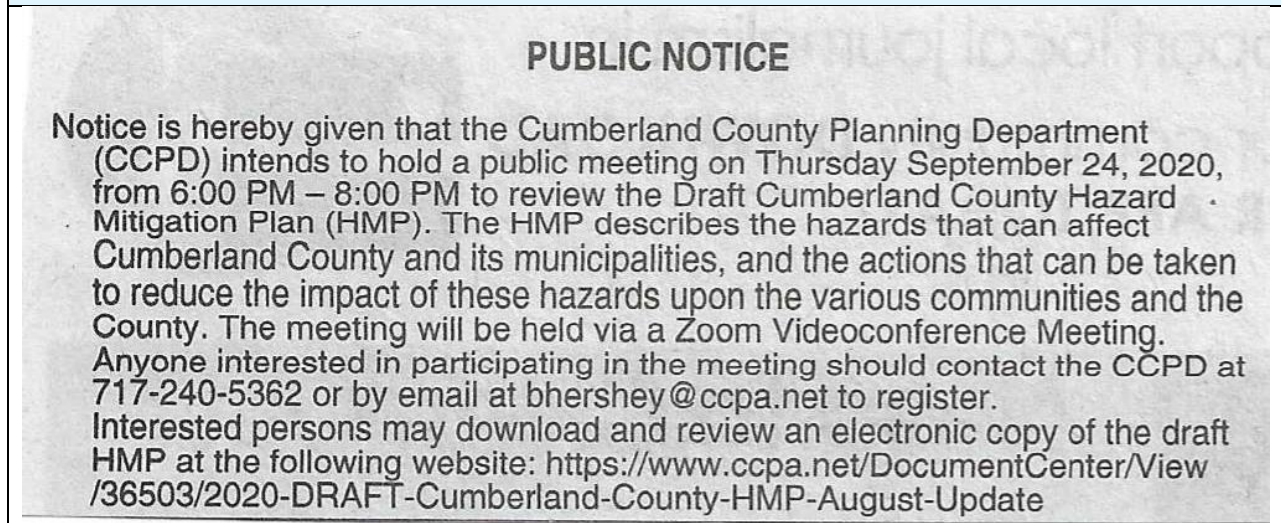 PUBLIC NOTICE
Notice is hereby given that the Cumberland County Planning Department
(CCPD) intends to hold a public meeting on Thursday September 24, 2020,
from 6:00 PM – 8:00 PM to review the Draft Cumberland County Hazard
Mitigation Plan (HMP). The HMP describes the hazards that can affect
Cumberland County and its municipalities, and the actions that can be taken
to reduce the impact of these hazards upon the various communities and the
County. The meeting will be held via a Zoom Videoconference Meeting.
Anyone interested in participating in the meeting should contact the CCPD at
717-240-5362 or by email at bhershey@ccpa.net to register.
Interested persons may download and review an electronic copy of the draft
HMP at the following website: https://www.ccpa.net/DocumentCenter/View
/36503/2020-DRAFT-Cumberland-County-HMP-August-Update